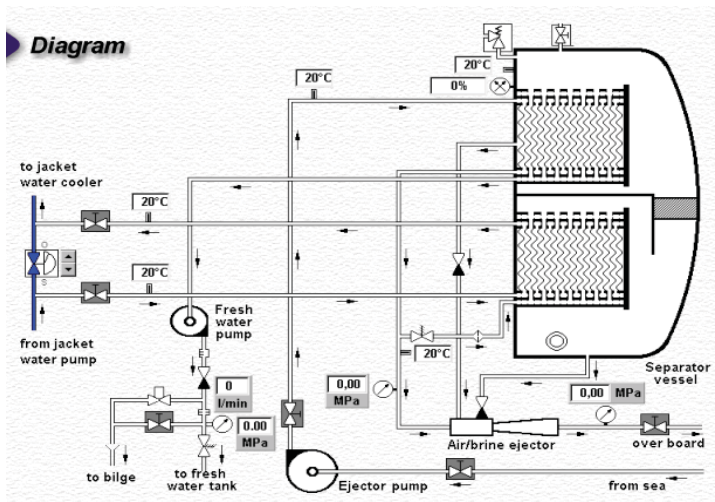 Diagram
20°C
20°C
0%
to jacket
water cooler
20°C
O
S
20°C
from jacket
water pump
Fresh
water
pump
20°C
0
l/min
0,00
MPa
0,00
MPa
Separator
vessel
0.00
MPa
Air/brine ejector
over board
to bilge
to fresh
water tank
Ejector pump
from sea